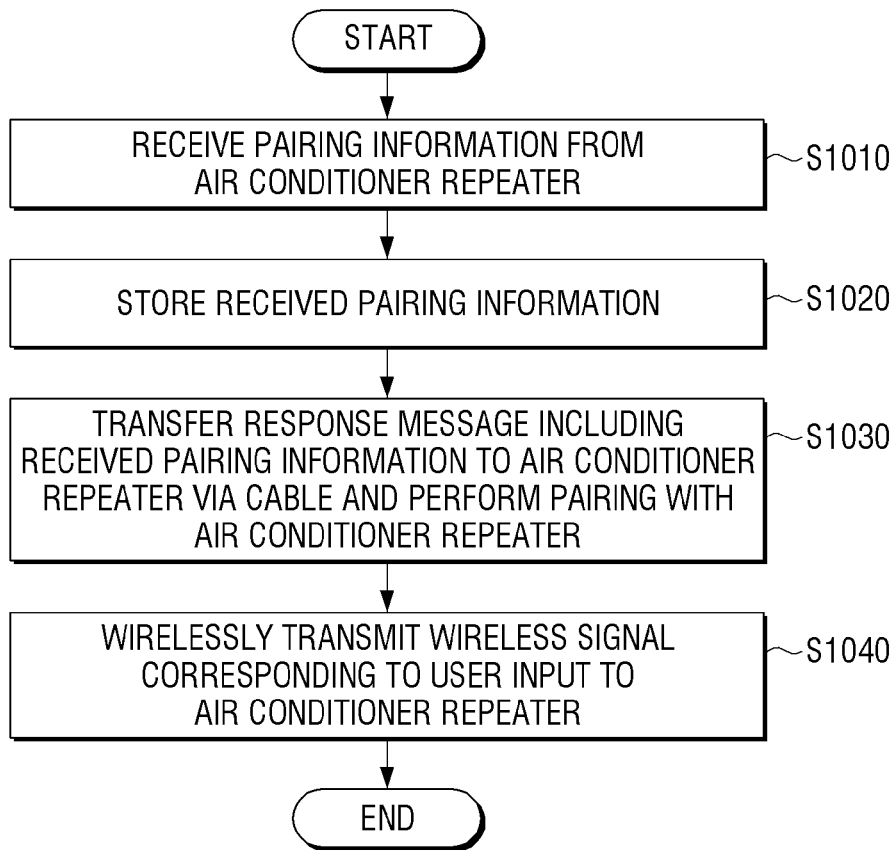 START
RECEIVE PAIRING INFORMATION FROM
AIR CONDITIONER REPEATER
S1010
STORE RECEIVED PAIRING INFORMATION
S1020
TRANSFER RESPONSE MESSAGE INCLUDING
RECEIVED PAIRING INFORMATION TO AIR CONDITIONER
REPEATER VIA CABLE AND PERFORM PAIRING WITH
AIR CONDITIONER REPEATER
S1030
WIRELESSLY TRANSMIT WIRELESS SIGNAL
CORRESPONDING TO USER INPUT TO
AIR CONDITIONER REPEATER
S1040
END